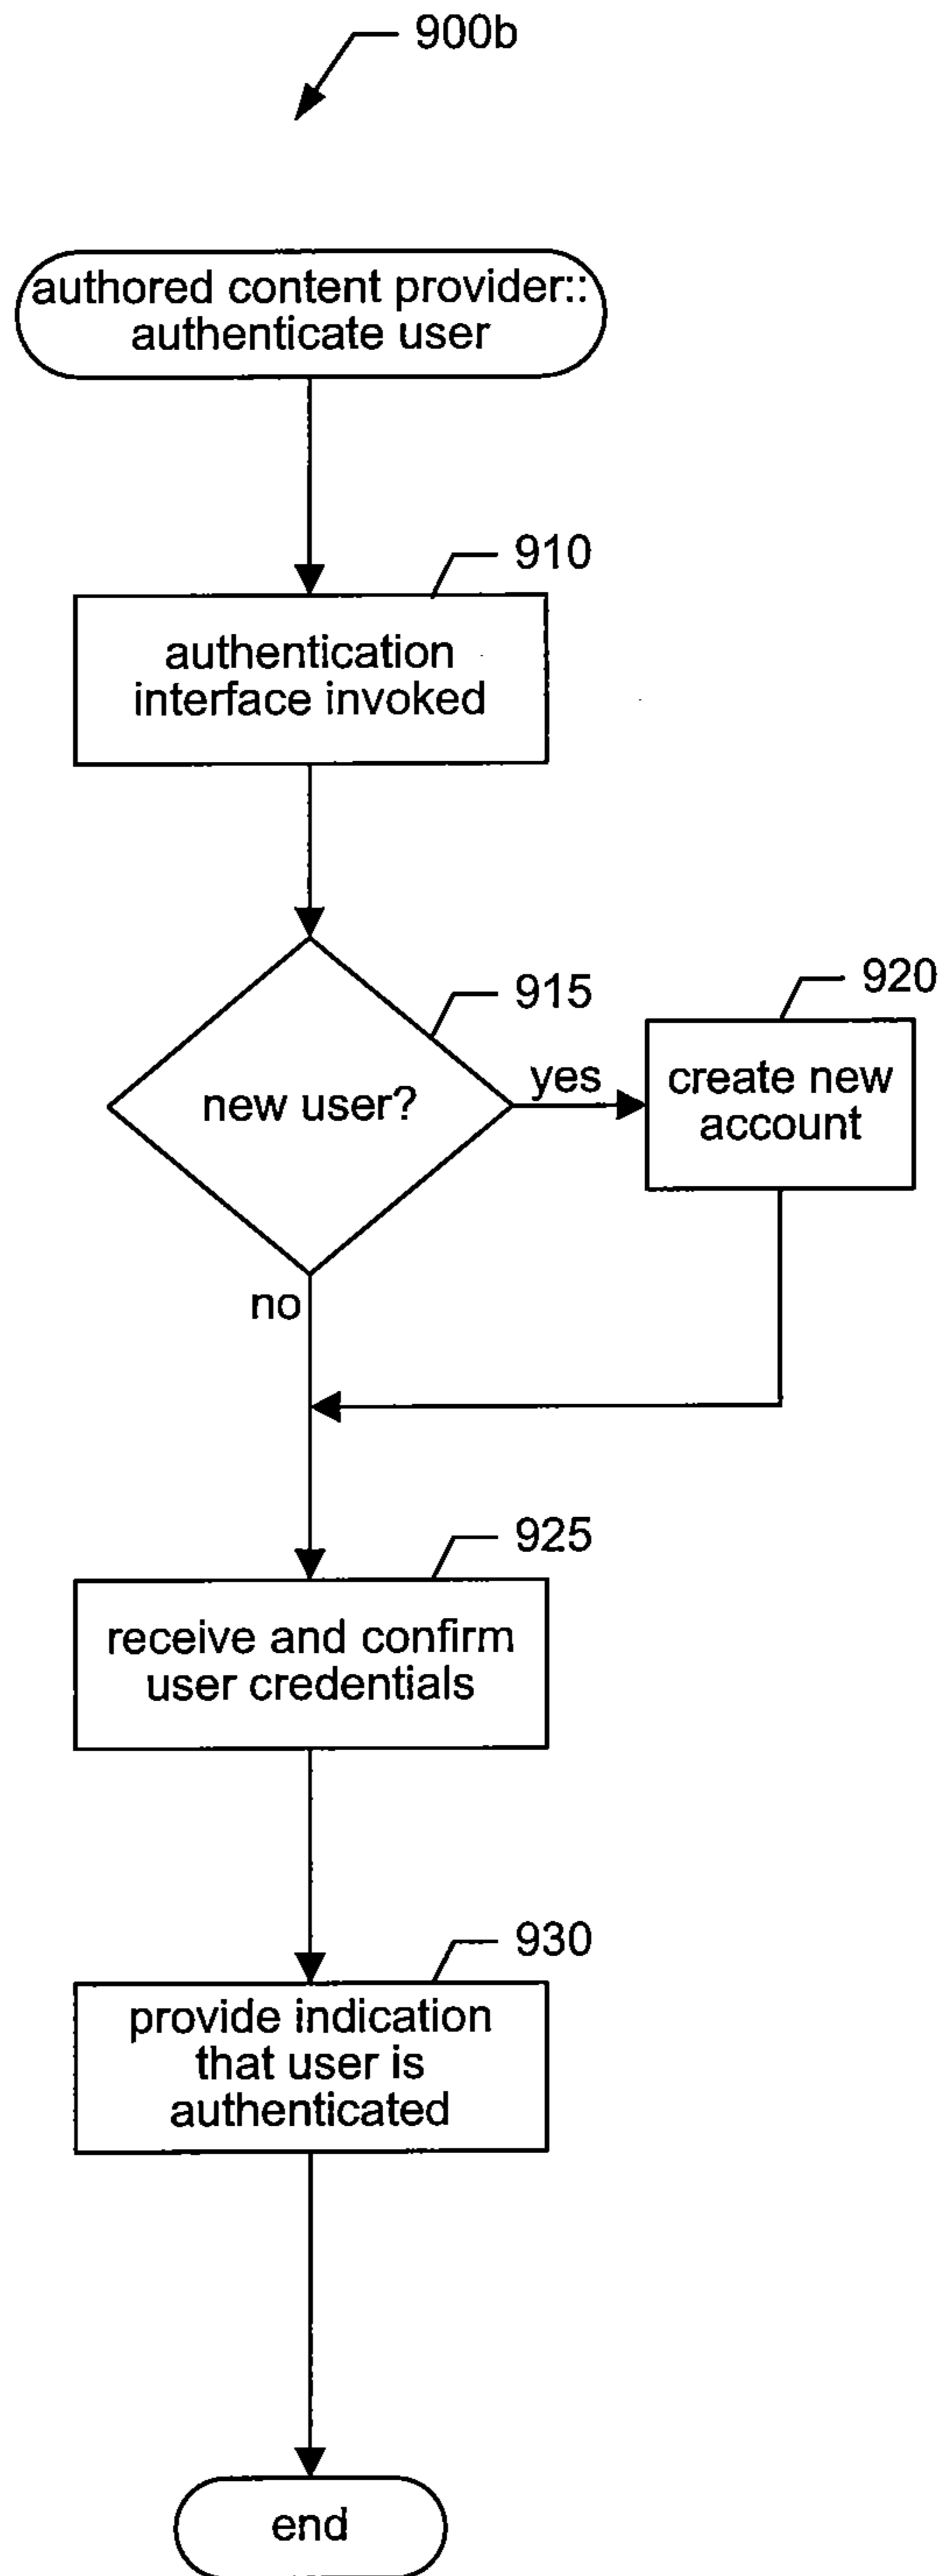 900b
authored content provider::
authenticate user
910
authentication
interface invoked
915
new user?
yes
920
create new
account
no
925
receive and confirm
user credentials
930
provide indication
that user is
authenticated
end